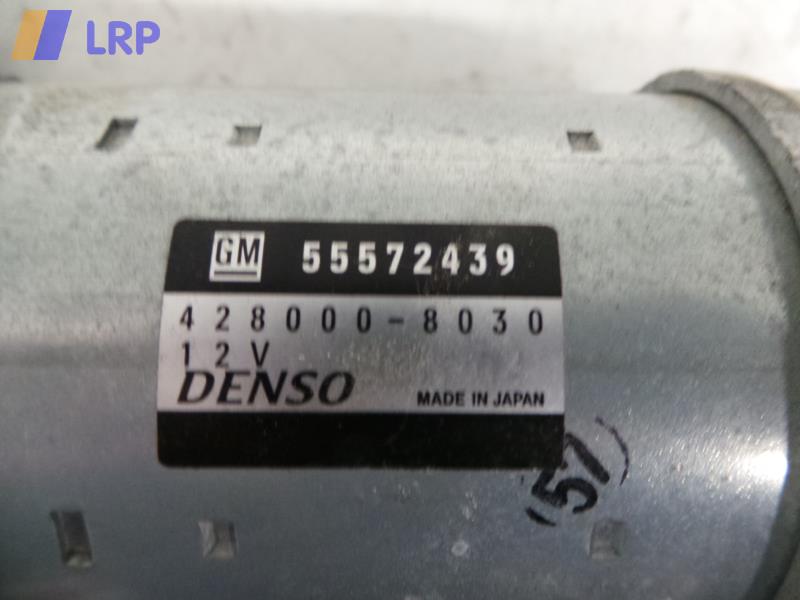 LRP
GM 55572439
428000-8030
12V
DENSO MADE IN JAPAN
(57)